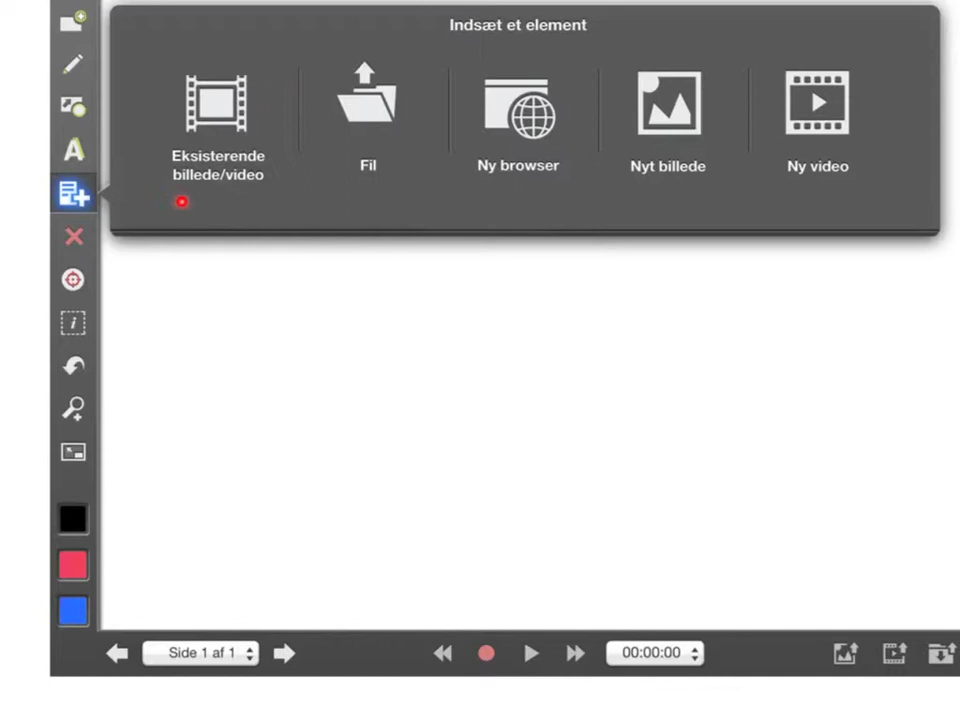 Indsæt et element
Eksisterende
billede/video
Fil
Ny browser
Nyt billede
Ny video
A
i
Side 1 af 1
00:00:00